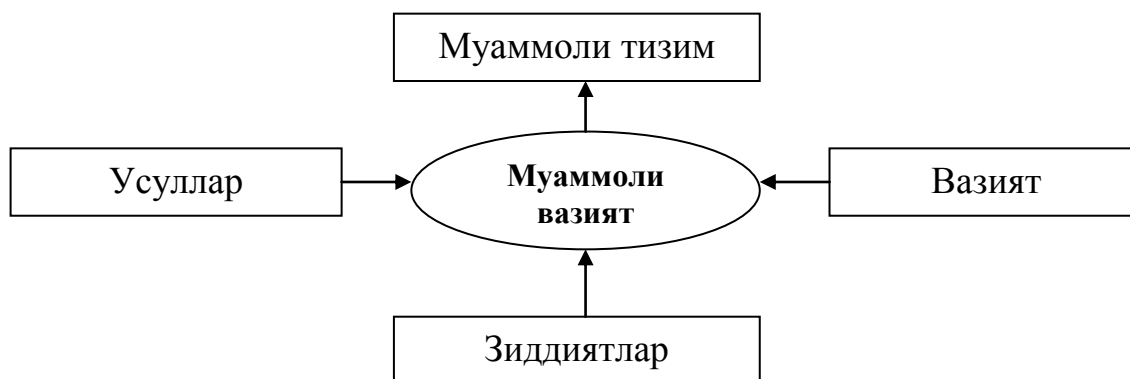 Муаммоли тизим
Усуллар
Муаммоли
вазият
Вазият
Зиддиятлар